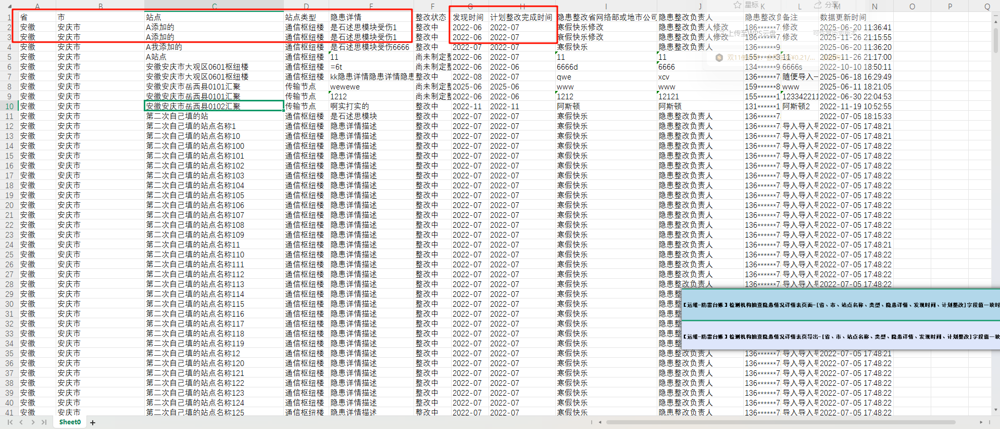 A B C D E F G H I J K L M N O P Q
星标 分享
1 省 市 站点 站点类型 隐患详情 整改状态 发现时间 计划整改完成时间 隐患整改省网络部或地市公司 隐患整改负责人 隐患整改负 备注 数据更新时间
2 安徽 安庆市 A添加的 通信枢纽楼 是石述思模块受伤1 整改中 2022-06 2022-07 寒假快乐修改 隐患整改负责人修改 186******7 修改 2025-06-20 11:36:41
3 安徽 安庆市 A添加的 通信枢纽楼 是石述思模块受伤1 整改中 2022-06 2022-07 寒假快乐修改 隐患整改负责人修改 186******7 修改 2025-11-26 21:15:55
上传至WPS云盘
4 安徽 安庆市 A我添加的 通信枢纽楼 是石述思模块受伤6666 整改中 2022-07 2022-07 寒假快乐 隐患整改负责人 136******9 2025-06-20 11:36:20
5 安徽 安庆市 A站点 通信枢纽楼 11 尚未制定整 2022-06 2022-07 11 11 155******3 11 2025-11-26 21:17:00
6 安徽 安庆市 安徽安庆市大观区0601枢纽楼 通信枢纽楼 =6t 尚未制定整 2022-06 2022-06 6666d 6666 134******9 6666s 2022-10-10 18:50:11
7 安徽 安庆市 安徽安庆市大观区0601枢纽楼 通信枢纽楼 kk隐患详情隐患详情隐患 尚未制定整 2022-08 2022-07 qwe xcv 136******7 随便导入一 2025-06-18 16:29:49
8 安徽 安庆市 安徽安庆市岳西县0101汇聚 传输节点 wewewe 尚未制定整 2025-06 2025-06 www www 159******8 www 2025-06-11 18:21:05
9 安徽 安庆市 安徽安庆市岳西县0101汇聚 传输节点 1212 尚未制定整 2022-06 2022-06 1212 12121 155******1 123342211 2022-06-30 22:04:53
10 安徽 安庆市 安徽安庆市岳西县0102汇聚 传输节点 啊实打实的 整改中 2022-11 2022-11 阿斯顿 阿斯顿 131******1 阿斯顿2 2022-11-19 10:52:55
11 安徽 安庆市 第二次自己填的站 通信枢纽楼 是石述思模块 整改中 2022-07 2022-07 寒假快乐 隐患整改负责人 136******7 2022-07-05 18:15:33
12 安徽 安庆市 第二次自己填的站点名称1 通信枢纽楼 隐患详情描述 整改中 2022-07 2022-07 寒假快乐 隐患整改负责人 136******7 导入导入导 2022-07-05 17:48:21
13 安徽 安庆市 第二次自己填的站点名称10 通信枢纽楼 隐患详情描述 整改中 2022-07 2022-07 寒假快乐 隐患整改负责人 136******7 导入导入导 2022-07-05 17:48:21
14 安徽 安庆市 第二次自己填的站点名称100 通信枢纽楼 隐患详情描述 整改中 2022-07 2022-07 寒假快乐 隐患整改负责人 136******7 导入导入导 2022-07-05 17:48:22
15 安徽 安庆市 第二次自己填的站点名称101 通信枢纽楼 隐患详情描述 整改中 2022-07 2022-07 寒假快乐 隐患整改负责人 136******7 导入导入导 2022-07-05 17:48:22
16 安徽 安庆市 第二次自己填的站点名称102 通信枢纽楼 隐患详情描述 整改中 2022-07 2022-07 寒假快乐 隐患整改负责人 136******7 导入导入导 2022-07-05 17:48:22
17 安徽 安庆市 第二次自己填的站点名称103 通信枢纽楼 隐患详情描述 整改中 2022-07 2022-07 寒假快乐 隐患整改负责人 136******7 导入导入导 2022-07-05 17:48:22
18 安徽 安庆市 第二次自己填的站点名称104 通信枢纽楼 隐患详情描述 整改中 2022-07 2022-07 寒假快乐 隐患整改负责人 136******7 导入导入导 2022-07-05 17:48:22
19 安徽 安庆市 第二次自己填的站点名称105 通信枢纽楼 隐患详情描述 整改中 2022-07 2022-07 寒假快乐 隐患整改负责人 136******7 导入导入导 2022-07-05 17:48:22
20 安徽 安庆市 第二次自己填的站点名称106 通信枢纽楼 隐患详情描述 整改中 2022-07 2022-07 寒假快乐 隐患整改负责人 136******7 导入导入导 2022-07-05 17:48:22
21 安徽 安庆市 第二次自己填的站点名称107 通信枢纽楼 隐患详情描述 整改中 2022-07 2022-07 寒假快乐 隐患整改负责人 136******7 导入导入导 2022-07-05 17:48:22
22 安徽 安庆市 第二次自己填的站点名称108 通信枢纽楼 隐患详情描述 整改中 2022-07 2022-07 寒假快乐 隐患整改负责人 136******7 导入导入导 2022-07-05 17:48:22
23 安徽 安庆市 第二次自己填的站点名称109 通信枢纽楼 隐患详情描述 整改中 2022-07 2022-07 寒假快乐 隐患整改负责人 136******7 导入导入导 2022-07-05 17:48:22
24 安徽 安庆市 第二次自己填的站点名称11 通信枢纽楼 隐患详情描述 整改中 2022-07 2022-07 寒假快乐 隐患整改负责人 136******7 导入导入导 2022-07-05 17:48:21
25 安徽 安庆市 第二次自己填的站点名称110 通信枢纽楼 隐患详情描述 整改中 2022-07 2022-07 寒假快乐 隐患整改负责人 136******7 导入导入导 2022-07-05 17:48:22
26 安徽 安庆市 第二次自己填的站点名称111 通信枢纽楼 隐患详情描述 整改中 2022-07 2022-07 寒假快乐 隐患整改负责人 136******7 导入导入导 2022-07-05 17:48:22
27 安徽 安庆市 第二次自己填的站点名称112 通信枢纽楼 隐患详情描述 整改中 2022-07 2022-07 寒假快乐 隐患整改负责人 136******7 导入导入导 2022-07-05 17:48:22
28 安徽 安庆市 第二次自己填的站点名称113 通信枢纽楼 隐患详情描述 整改中 2022-07 2022-07 寒假快乐 隐患整改负责人 136******7 导入导入导 2022-07-05 17:48:22
29 安徽 安庆市 第二次自己填的站点名称114 通信枢纽楼 隐患详情描述 整改中 2022-07 2022-07 寒假快乐 隐患整
30 安徽 安庆市 第二次自己填的站点名称115 通信枢纽楼 隐患详情描述 整改中 2022-07 2022-07 寒假快乐 隐患整
【运维-防雷台账】检测机构抽查隐患情况详情表页面-[省、市、站点名称、类型、隐患详情、发现时间、计划整改]字段值一致时
31 安徽 安庆市 第二次自己填的站点名称116 通信枢纽楼 隐患详情描述 整改中 2022-07 2022-07 寒假快乐 隐患整
32 安徽 安庆市 第二次自己填的站点名称117 通信枢纽楼 隐患详情描述 整改中 2022-07 2022-07 寒假快乐 隐患整
33 安徽 安庆市 第二次自己填的站点名称118 通信枢纽楼 隐患详情描述 整改中 2022-07 2022-07 寒假快乐 隐患整
【运维-防雷台账】检测机构抽查隐患情况详情表页导出-[省、市、站点名称、类型、隐患详情、发现时间、计划整改]字段值一致
34 安徽 安庆市 第二次自己填的站点名称119 通信枢纽楼 隐患详情描述 整改中 2022-07 2022-07 寒假快乐 隐患整
35 安徽 安庆市 第二次自己填的站点名称12 通信枢纽楼 隐患详情描述 整改中 2022-07 2022-07 寒假快乐 隐患整改负责人 136******7 导入导入导 2022-07-05 17:48:21
36 安徽 安庆市 第二次自己填的站点名称120 通信枢纽楼 隐患详情描述 整改中 2022-07 2022-07 寒假快乐 隐患整改负责人 136******7 导入导入导 2022-07-05 17:48:22
37 安徽 安庆市 第二次自己填的站点名称121 通信枢纽楼 隐患详情描述 整改中 2022-07 2022-07 寒假快乐 隐患整改负责人 136******7 导入导入导 2022-07-05 17:48:22
38 安徽 安庆市 第二次自己填的站点名称122 通信枢纽楼 隐患详情描述 整改中 2022-07 2022-07 寒假快乐 隐患整改负责人 136******7 导入导入导 2022-07-05 17:48:22
39 安徽 安庆市 第二次自己填的站点名称123 通信枢纽楼 隐患详情描述 整改中 2022-07 2022-07 寒假快乐 隐患整改负责人 136******7 导入导入导 2022-07-05 17:48:22
40 安徽 安庆市 第二次自己填的站点名称124 通信枢纽楼 隐患详情描述 整改中 2022-07 2022-07 寒假快乐 隐患整改负责人 136******7 导入导入导 2022-07-05 17:48:22
41 安徽 安庆市 第二次自己填的站点名称125 通信枢纽楼 隐患详情描述 整改中 2022-07 2022-07 寒假快乐 隐患整改负责人 136******7 导入导入导 2022-07-05 17:48:22
Sheet0 +